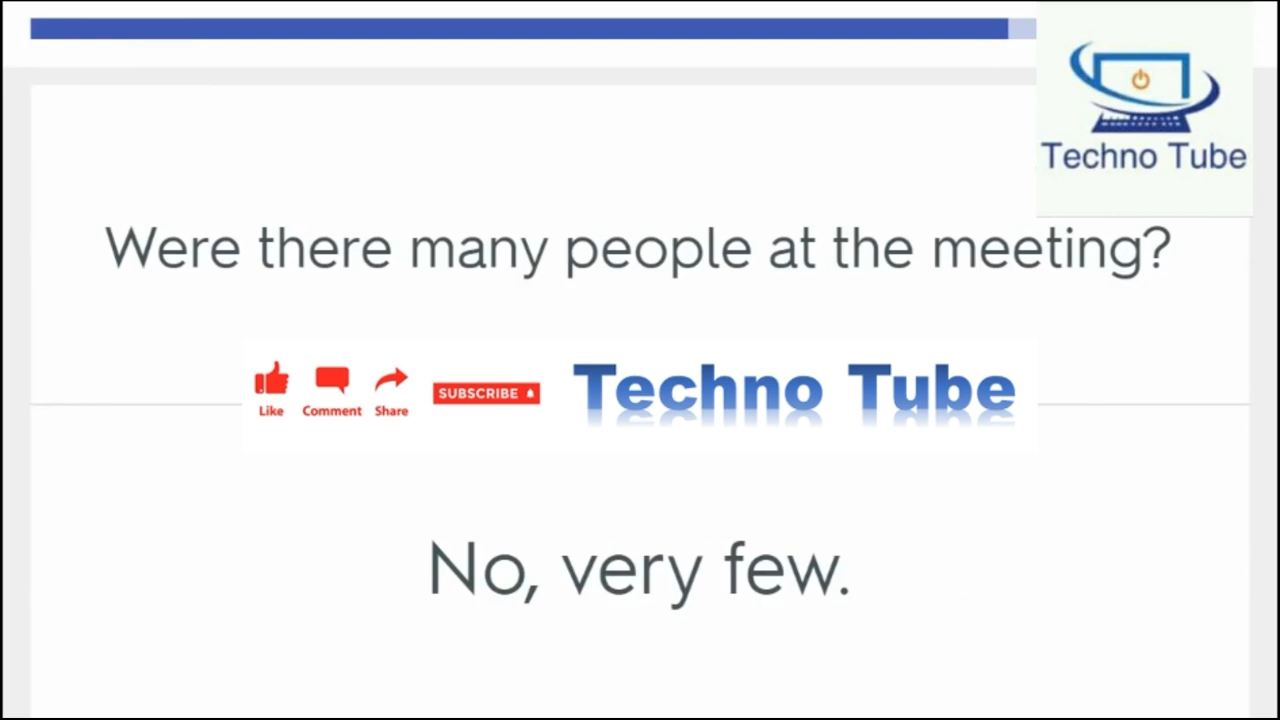 Techno Tube
Were there many people at the meeting?
Like Comment Share SUBSCRIBE Techno Tube
No, very few.